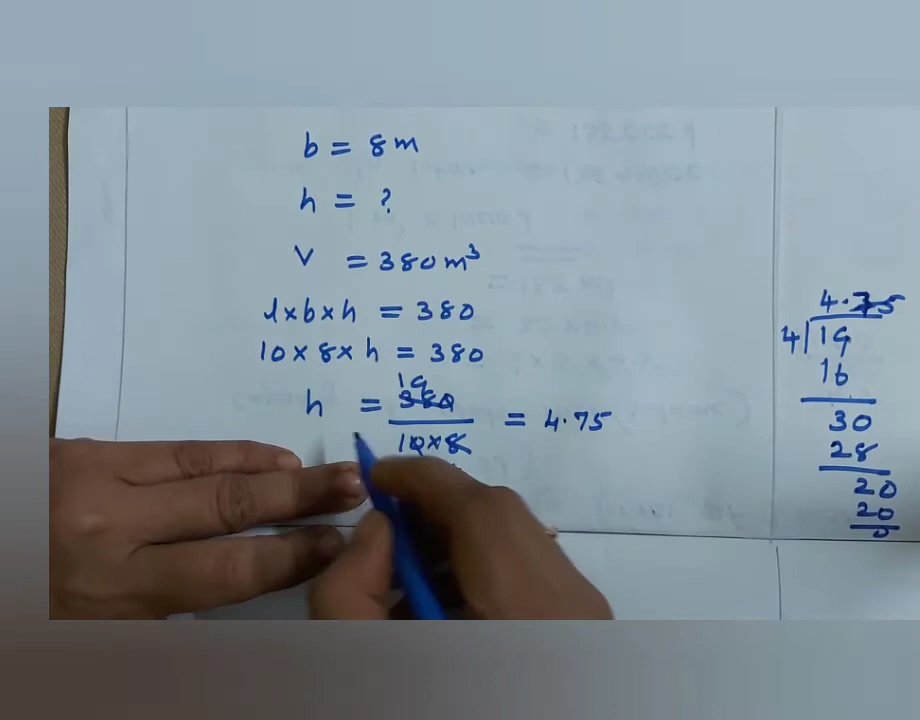 b = 8m
h = ?
V = 380m³
l×b×h = 380
10×8×h = 380
19
h = 380 = 4.75
10×8
4.75
4 19
16
30
28
20
20
0